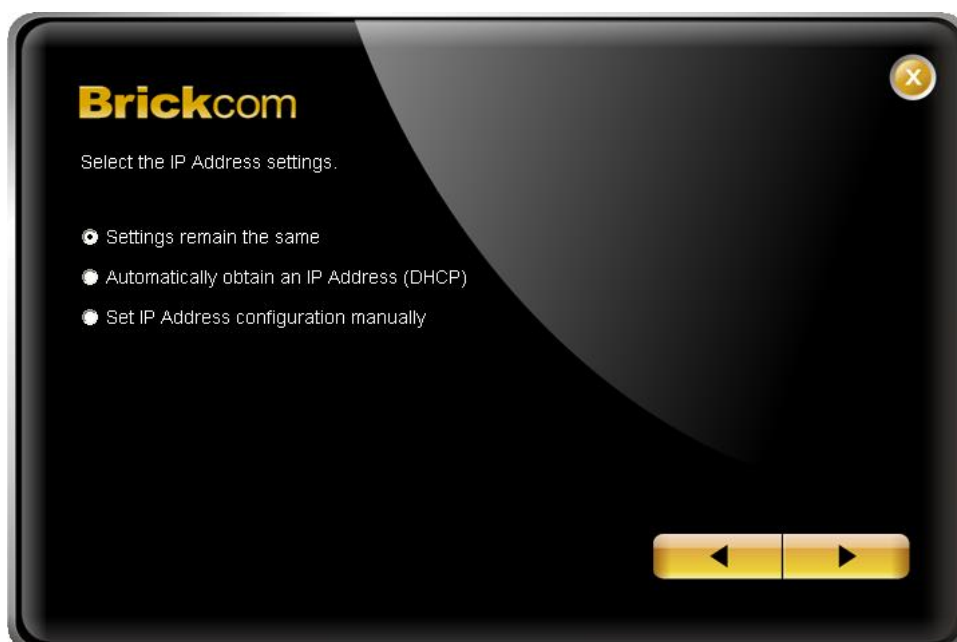 X
Brickcom
Select the IP Address settings.
Settings remain the same
Automatically obtain an IP Address (DHCP)
Set IP Address configuration manually